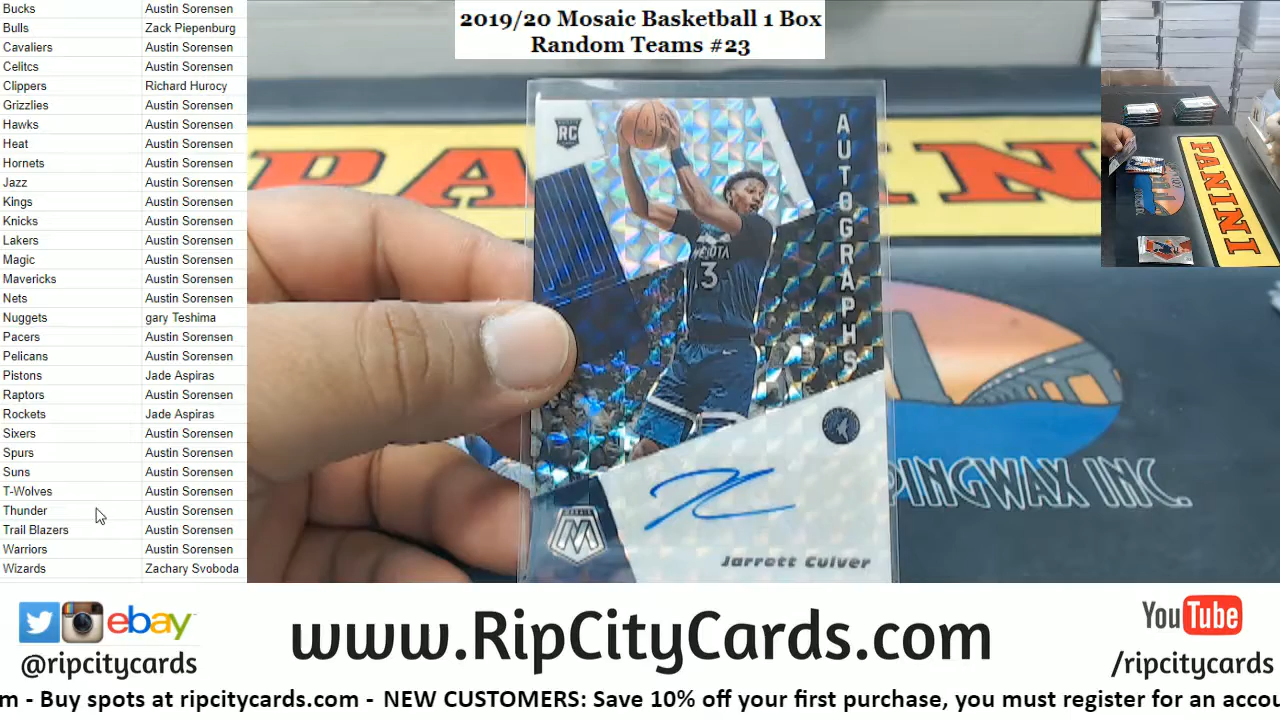 Bucks Austin Sorensen
Bulls Zack Piepenburg
Cavaliers Austin Sorensen
Celitcs Austin Sorensen
Clippers Richard Hurocy
Grizzlies Austin Sorensen
Hawks Austin Sorensen
Heat Austin Sorensen
Hornets Austin Sorensen
Jazz Austin Sorensen
Kings Austin Sorensen
Knicks Austin Sorensen
Lakers Austin Sorensen
Magic Austin Sorensen
Mavericks Austin Sorensen
Nets Austin Sorensen
Nuggets gary Teshima
Pacers Austin Sorensen
Pelicans Austin Sorensen
Pistons Jade Aspiras
Raptors Austin Sorensen
Rockets Jade Aspiras
Sixers Austin Sorensen
Spurs Austin Sorensen
Suns Austin Sorensen
T-Wolves Austin Sorensen
Thunder Austin Sorensen
Trail Blazers Austin Sorensen
Warriors Austin Sorensen
Wizards Zachary Svoboda
2019/20 Mosaic Basketball 1 Box
Random Teams #23
RC
AUTOGRAPHS
3
Jarrett Culver
PANINI
PINGWAX INC.
ebay
@ripcitycards
www.RipCityCards.com
YouTube
/ripcitycards
m - Buy spots at ripcitycards.com - NEW CUSTOMERS: Save 10% off your first purchase, you must register for an accou